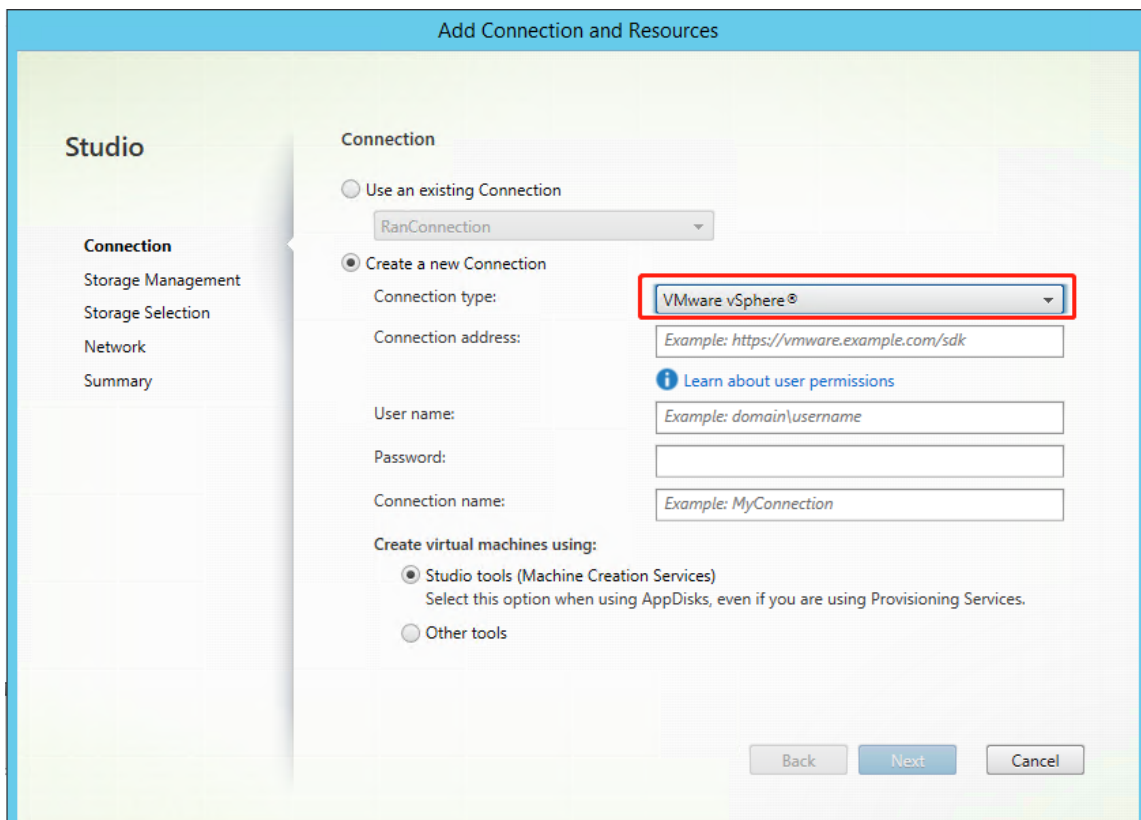 Add Connection and Resources
Studio
Connection
Storage Management
Storage Selection
Network
Summary
Connection
Use an existing Connection
RanConnection
Create a new Connection
Connection type:
VMware vSphere®
Connection address:
Example: https://vmware.example.com/sdk
Learn about user permissions
User name:
Example: domain\username
Password:
Connection name:
Example: MyConnection
Create virtual machines using:
Studio tools (Machine Creation Services)
Select this option when using AppDisks, even if you are using Provisioning Services.
Other tools
Back
Next
Cancel